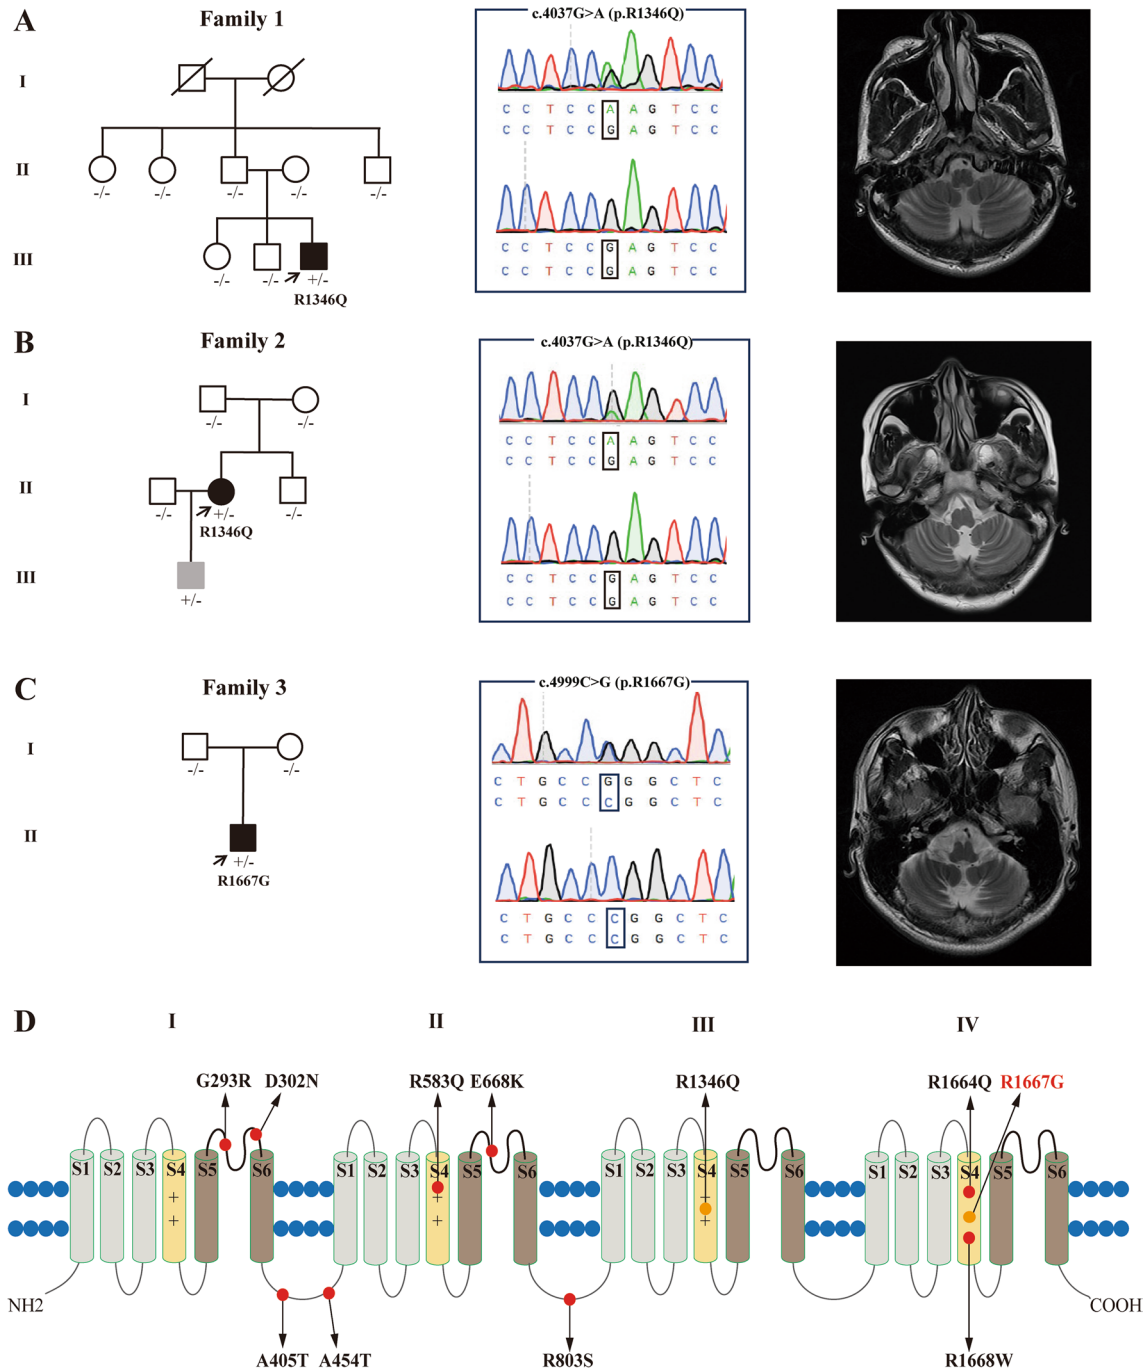 A
Family 1
I
II
-/-
-/-
-/-
-/-
-/-
III
-/-
-/-
+/-
R1346Q
c.4037G>A (p.R1346Q)
C C T C C A A G T C C
C C T C C G A G T C C
C C T C C G A G T C C
C C T C C G A G T C C
B
Family 2
I
-/-
-/-
II
-/-
+/-
-/-
R1346Q
III
+/-
c.4037G>A (p.R1346Q)
C C T C C A A G T C C
C C T C C G A G T C C
C C T C C G A G T C C
C C T C C G A G T C C
C
Family 3
I
-/-
-/-
II
+/-
R1667G
c.4999C>G (p.R1667G)
C T G C C G G G C T C
C T G C C C G G C T C
C T G C C C G G C T C
C T G C C C G G C T C
D
I II III IV
G293R D302N R583Q E668K R1346Q R1664Q R1667G
S1 S2 S3 S4 S5 S6 S1 S2 S3 S4 S5 S6 S1 S2 S3 S4 S5 S6 S1 S2 S3 S4 S5 S6
+ + + +
+ + +
NH2 COOH
A405T A454T R803S R1668W